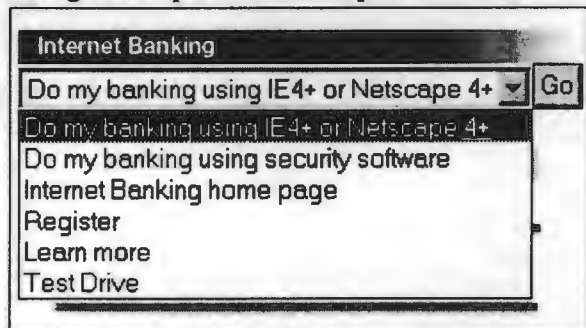 Internet Banking
Do my banking using IE4+ or Netscape 4+ Go
Do my banking using IE4+ or Netscape 4+
Do my banking using security software
Internet Banking home page
Register
Learn more
Test Drive